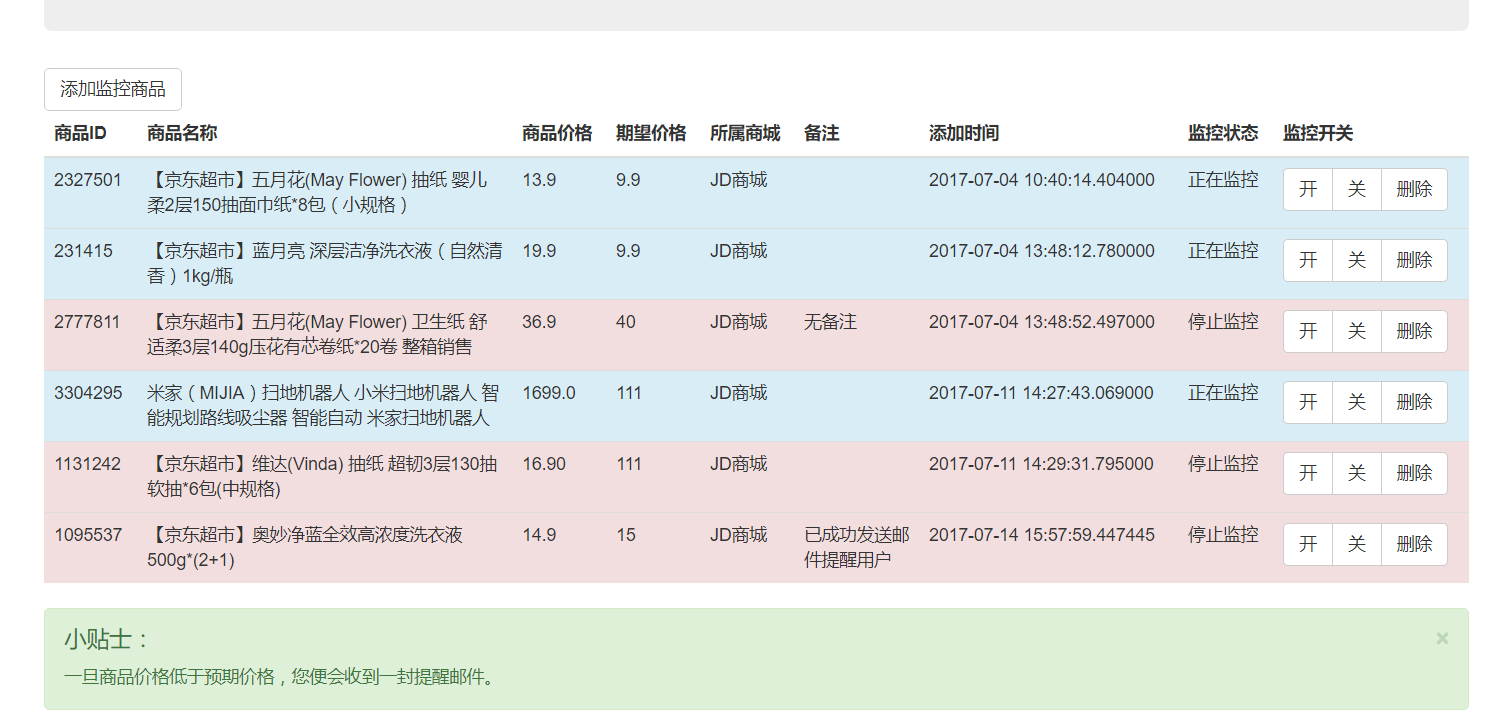 添加监控商品
商品ID 商品名称 商品价格 期望价格 所属商城 备注 添加时间 监控状态 监控开关
2327501 【京东超市】五月花(May Flower) 抽纸 婴儿 13.9 9.9 JD商城 2017-07-04 10:40:14.404000 正在监控 开 关 删除
柔2层150抽面巾纸*8包（小规格）
231415 【京东超市】蓝月亮 深层洁净洗衣液（自然清 19.9 9.9 JD商城 2017-07-04 13:48:12.780000 正在监控 开 关 删除
香）1kg/瓶
2777811 【京东超市】五月花(May Flower) 卫生纸 舒 36.9 40 JD商城 无备注 2017-07-04 13:48:52.497000 停止监控 开 关 删除
适柔3层140g压花有芯卷纸*20卷 整箱销售
3304295 米家（MIJIA）扫地机器人 小米扫地机器人 智 1699.0 111 JD商城 2017-07-11 14:27:43.069000 正在监控 开 关 删除
能规划路线吸尘器 智能自动 米家扫地机器人
1131242 【京东超市】维达(Vinda) 抽纸 超韧3层130抽 16.90 111 JD商城 2017-07-11 14:29:31.795000 停止监控 开 关 删除
软抽*6包(中规格)
1095537 【京东超市】奥妙净蓝全效高浓度洗衣液 14.9 15 JD商城 已成功发送邮 2017-07-14 15:57:59.447445 停止监控 开 关 删除
500g*(2+1) 件提醒用户
小贴士： ×
一旦商品价格低于预期价格，您便会收到一封提醒邮件。